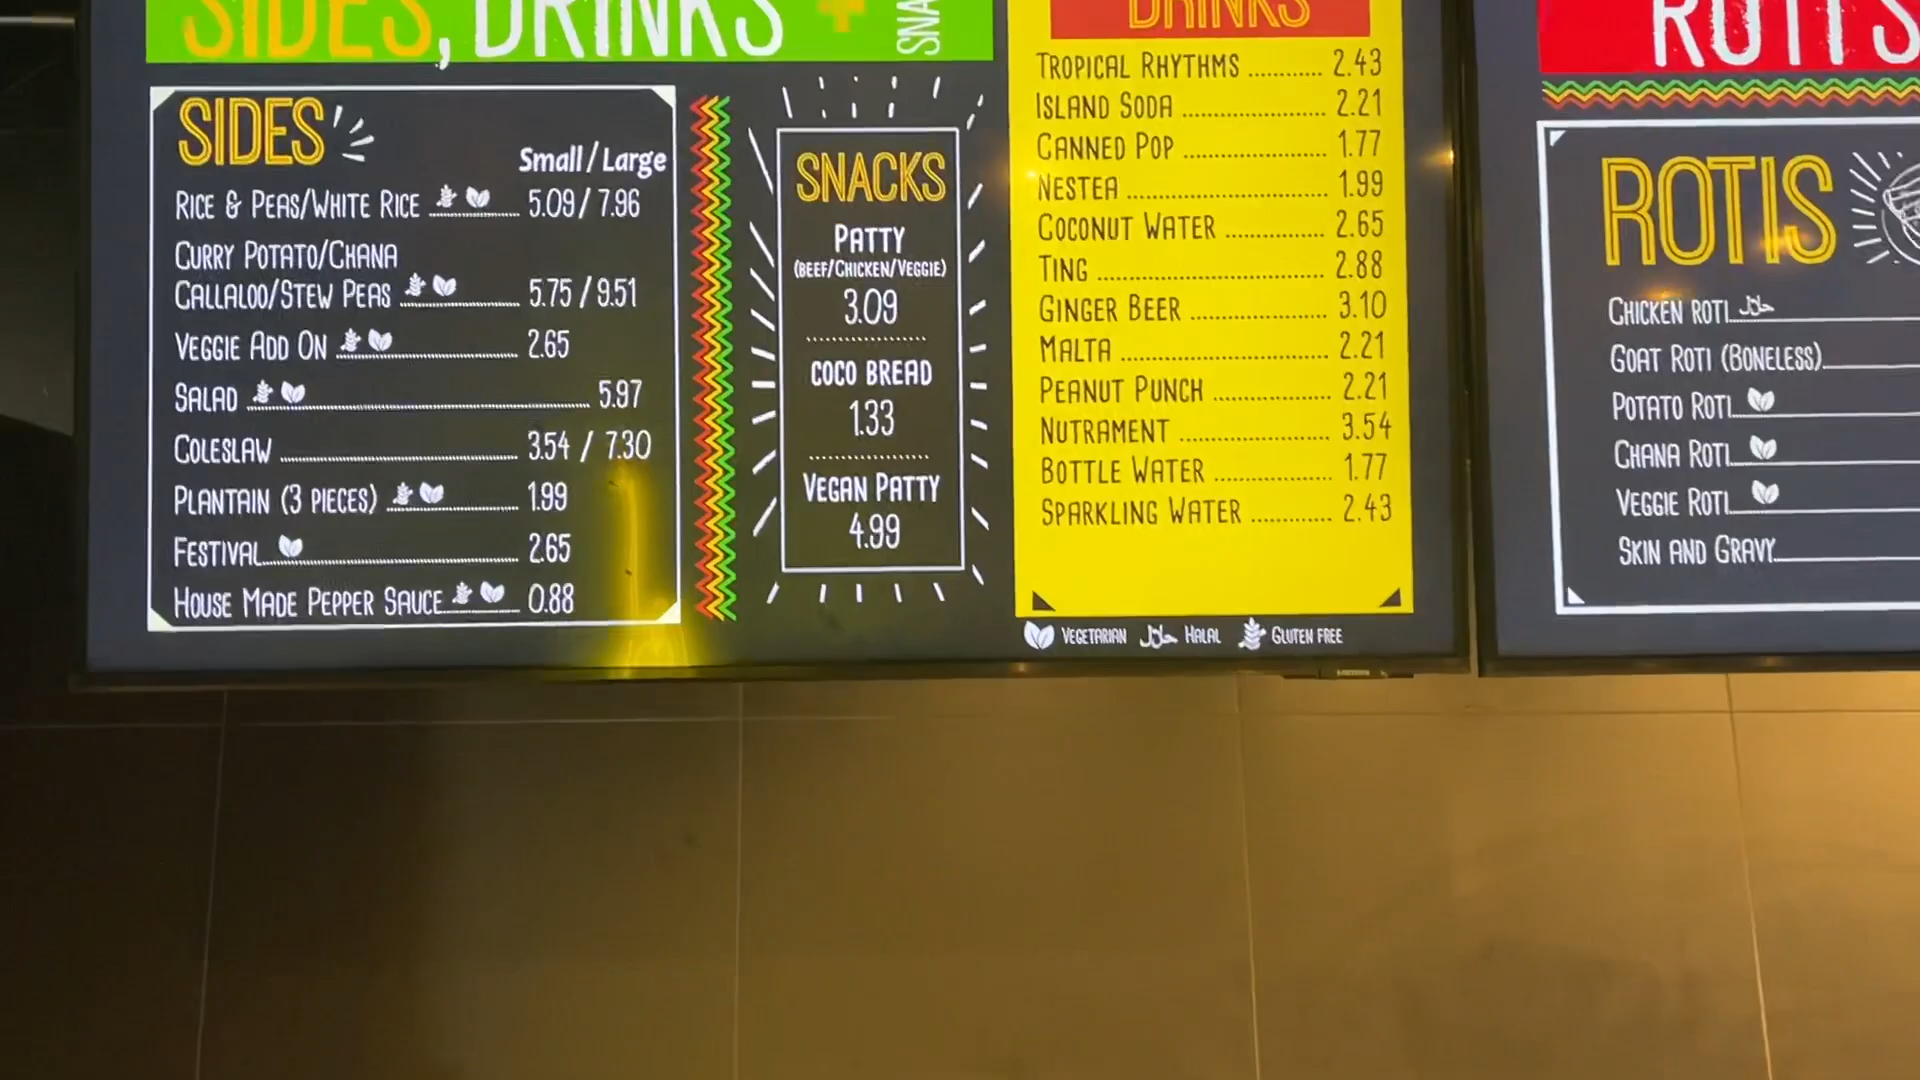 SIDES, DRINKS +
SNA
SIDES
Small / Large
RICE & PEAS/WHITE RICE ........ 5.09 / 7.96
CURRY POTATO/CHANA
CALLALOO/STEW PEAS ........ 5.75 / 9.51
VEGGIE ADD ON ........ 2.65
SALAD ........ 5.97
COLESLAW ........ 3.54 / 7.30
PLANTAIN (3 PIECES) ........ 1.99
FESTIVAL ........ 2.65
HOUSE MADE PEPPER SAUCE ........ 0.88
SNACKS
PATTY
(BEEF/CHICKEN/VEGGIE)
3.09
COCO BREAD
1.33
VEGAN PATTY
4.99
DRINKS
TROPICAL RHYTHMS ........ 2.43
ISLAND SODA ........ 2.21
CANNED POP ........ 1.77
NESTEA ........ 1.99
COCONUT WATER ........ 2.65
TING ........ 2.88
GINGER BEER ........ 3.10
MALTA ........ 2.21
PEANUT PUNCH ........ 2.21
NUTRAMENT ........ 3.54
BOTTLE WATER ........ 1.77
SPARKLING WATER ........ 2.43
VEGETARIAN حلال HALAL GLUTEN FREE
ROTIS
ROTIS
CHICKEN ROTI حلال
GOAT ROTI (BONELESS)
POTATO ROTI
CHANA ROTI
VEGGIE ROTI
SKIN AND GRAVY